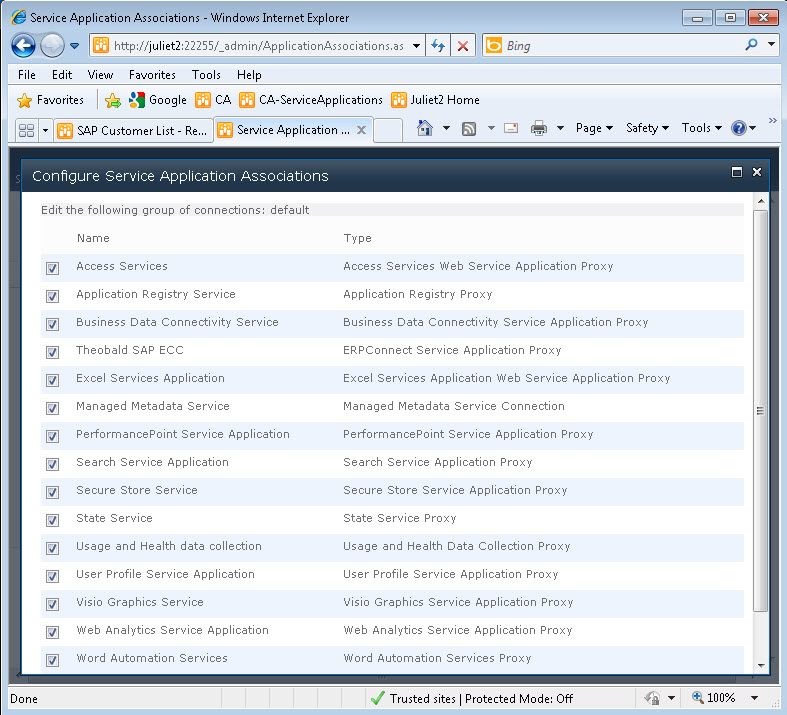 Service Application Associations - Windows Internet Explorer
http://juliet2:22255/_admin/ApplicationAssociations.as
Bing
File Edit View Favorites Tools Help
Favorites Google CA CA-ServiceApplications Juliet2 Home
SAP Customer List - Re... Service Application ... Page Safety Tools
Configure Service Application Associations
Edit the following group of connections: default
Name Type
Access Services Access Services Web Service Application Proxy
Application Registry Service Application Registry Proxy
Business Data Connectivity Service Business Data Connectivity Service Application Proxy
Theobald SAP ECC ERPConnect Service Application Proxy
Excel Services Application Excel Services Application Web Service Application Proxy
Managed Metadata Service Managed Metadata Service Connection
PerformancePoint Service Application PerformancePoint Service Application Proxy
Search Service Application Search Service Application Proxy
Secure Store Service Secure Store Service Application Proxy
State Service State Service Proxy
Usage and Health data collection Usage and Health Data Collection Proxy
User Profile Service Application User Profile Service Application Proxy
Visio Graphics Service Visio Graphics Service Application Proxy
Web Analytics Service Application Web Analytics Service Application Proxy
Word Automation Services Word Automation Services Proxy
Done Trusted sites | Protected Mode: Off 100%